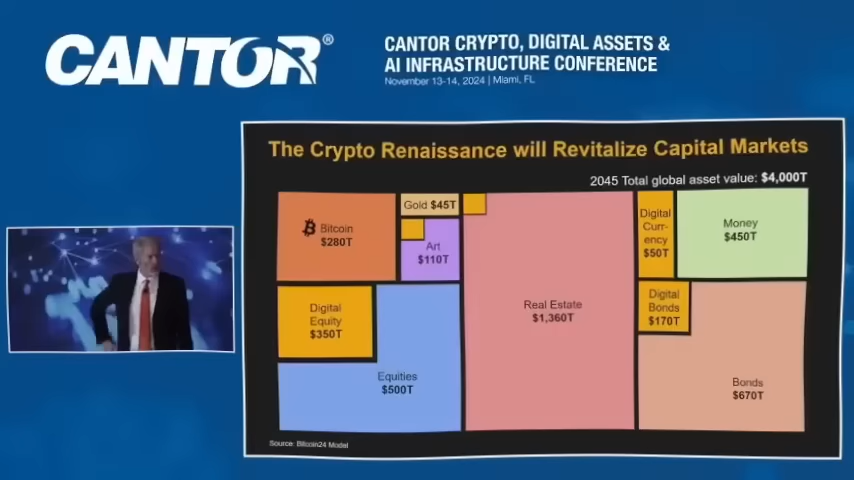 CANTOR®
CANTOR CRYPTO, DIGITAL ASSETS &
AI INFRASTRUCTURE CONFERENCE
November 13-14, 2024 | Miami, FL
The Crypto Renaissance will Revitalize Capital Markets
2045 Total global asset value: $4,000T
Bitcoin
$280T
Gold $45T
Art
$110T
Digital
Equity
$350T
Equities
$500T
Real Estate
$1,360T
Digital
Curr-
ency
$50T
Money
$450T
Digital
Bonds
$170T
Bonds
$670T
Source: Bitcoin24 Model